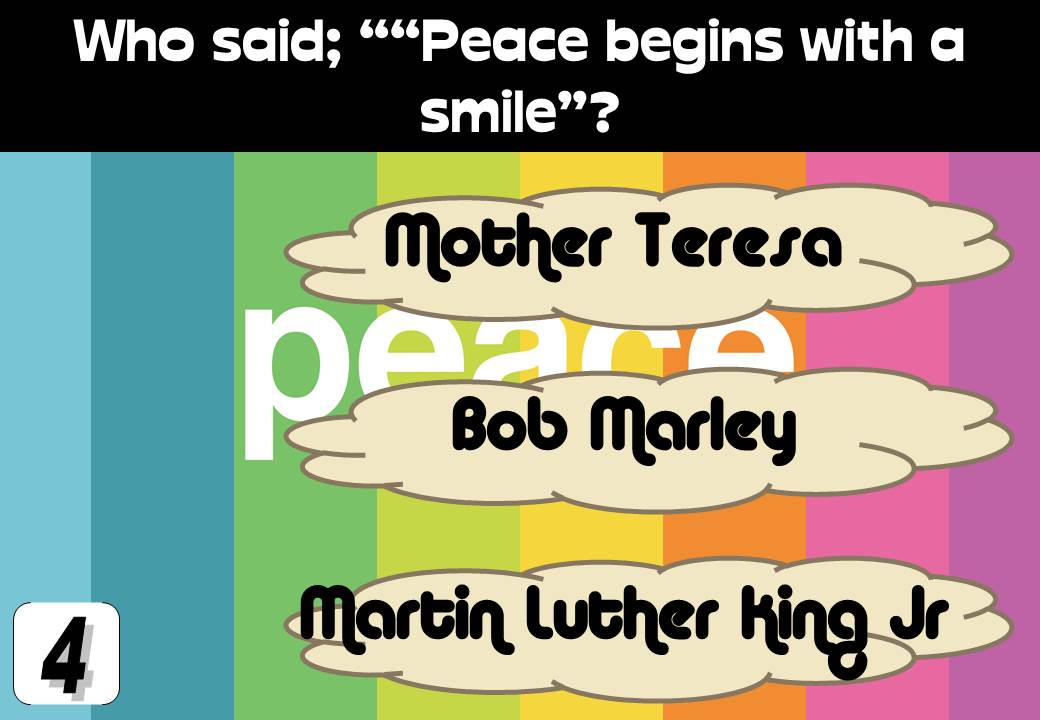 Who said; ““Peace begins with a
smile”?
Mother Teresa
peace
Bob Marley
Martin Luther King Jr
4